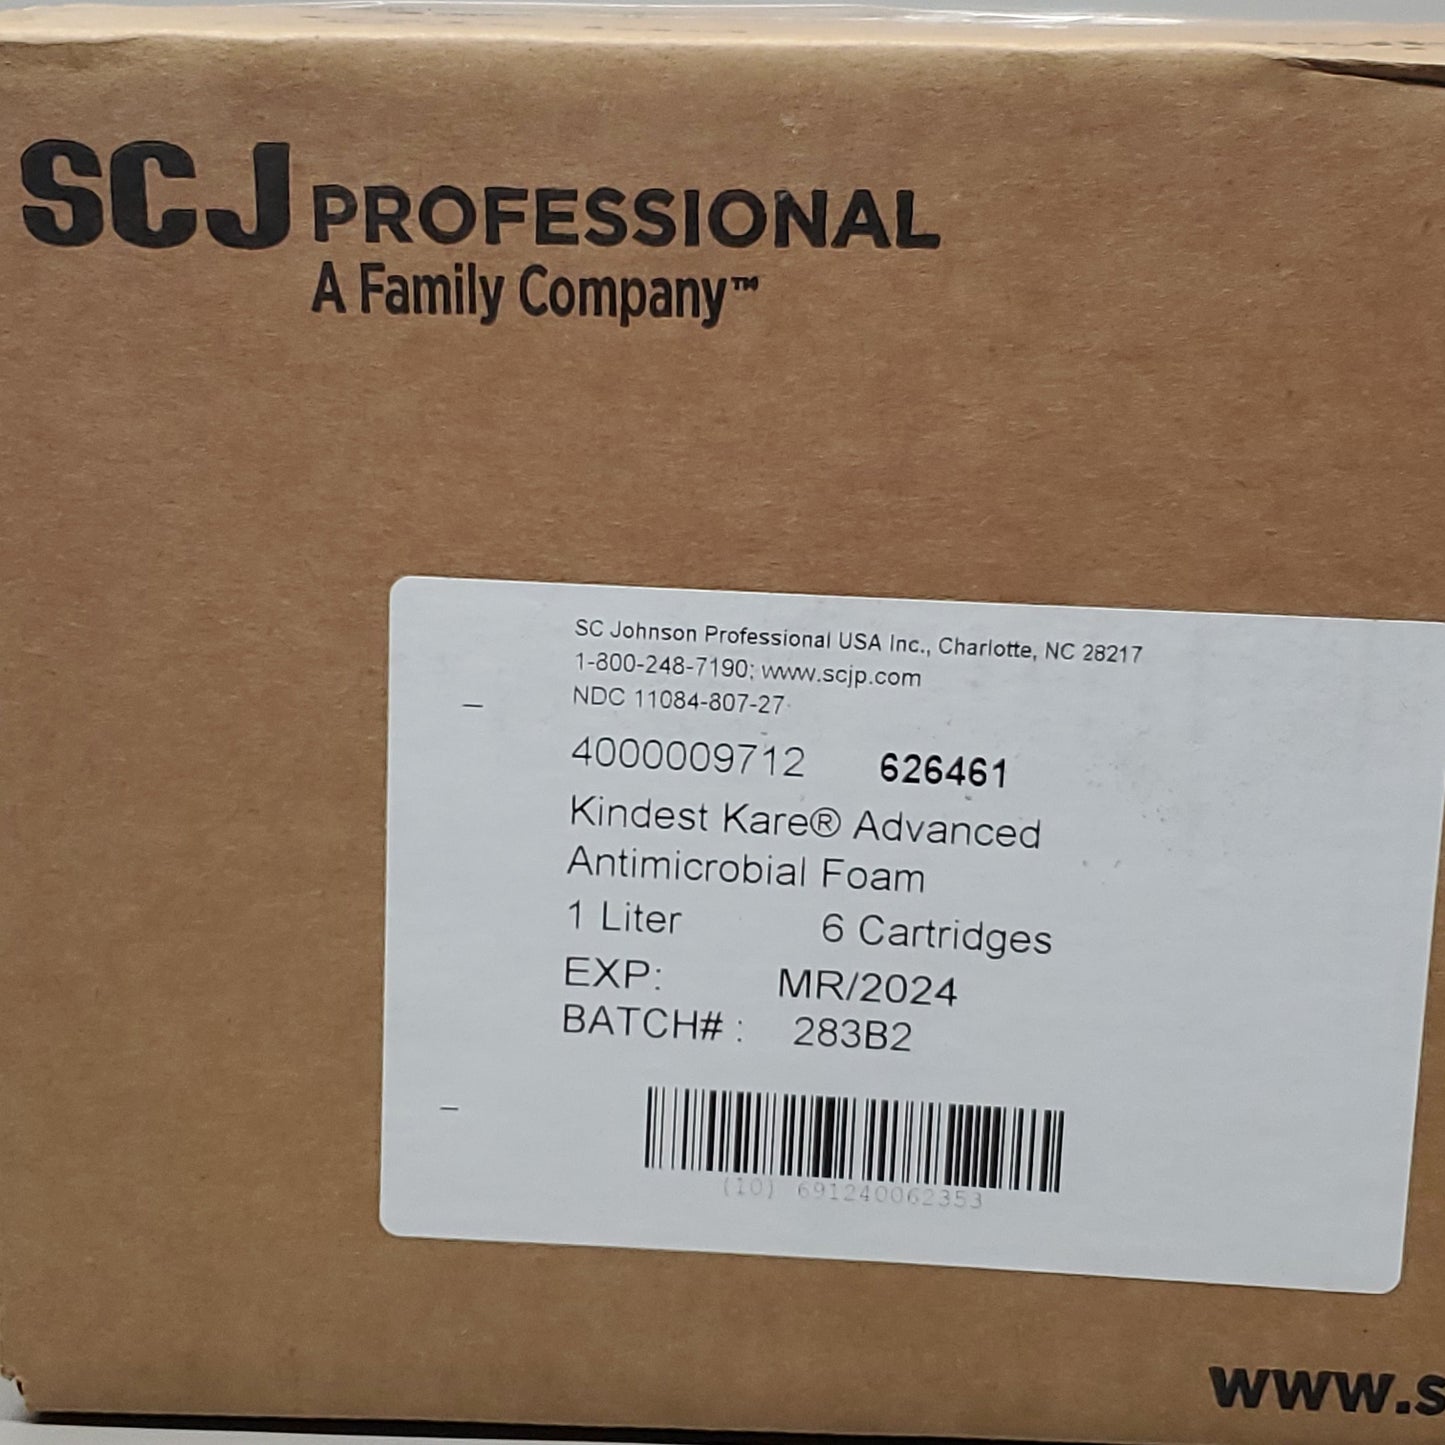 SCJ PROFESSIONAL
A Family Company™
SC Johnson Professional USA Inc., Charlotte, NC 28217
1-800-248-7190; www.scjp.com
NDC 11084-807-27
4000009712 626461
Kindest Kare® Advanced
Antimicrobial Foam
1 Liter 6 Cartridges
EXP: MR/2024
BATCH# : 283B2
(10) 691240062353
www.s